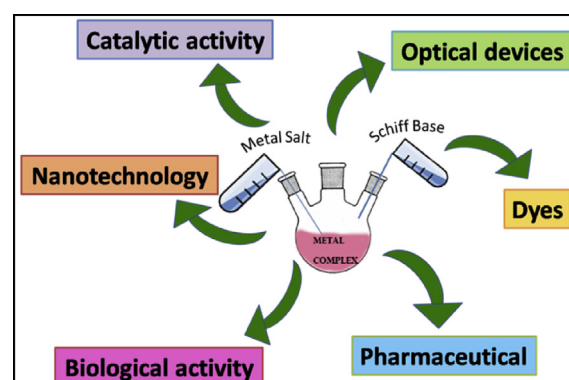 Catalytic activity
Optical devices
Metal Salt
Schiff Base
Nanotechnology
Dyes
METAL
COMPLEX
Biological activity
Pharmaceutical